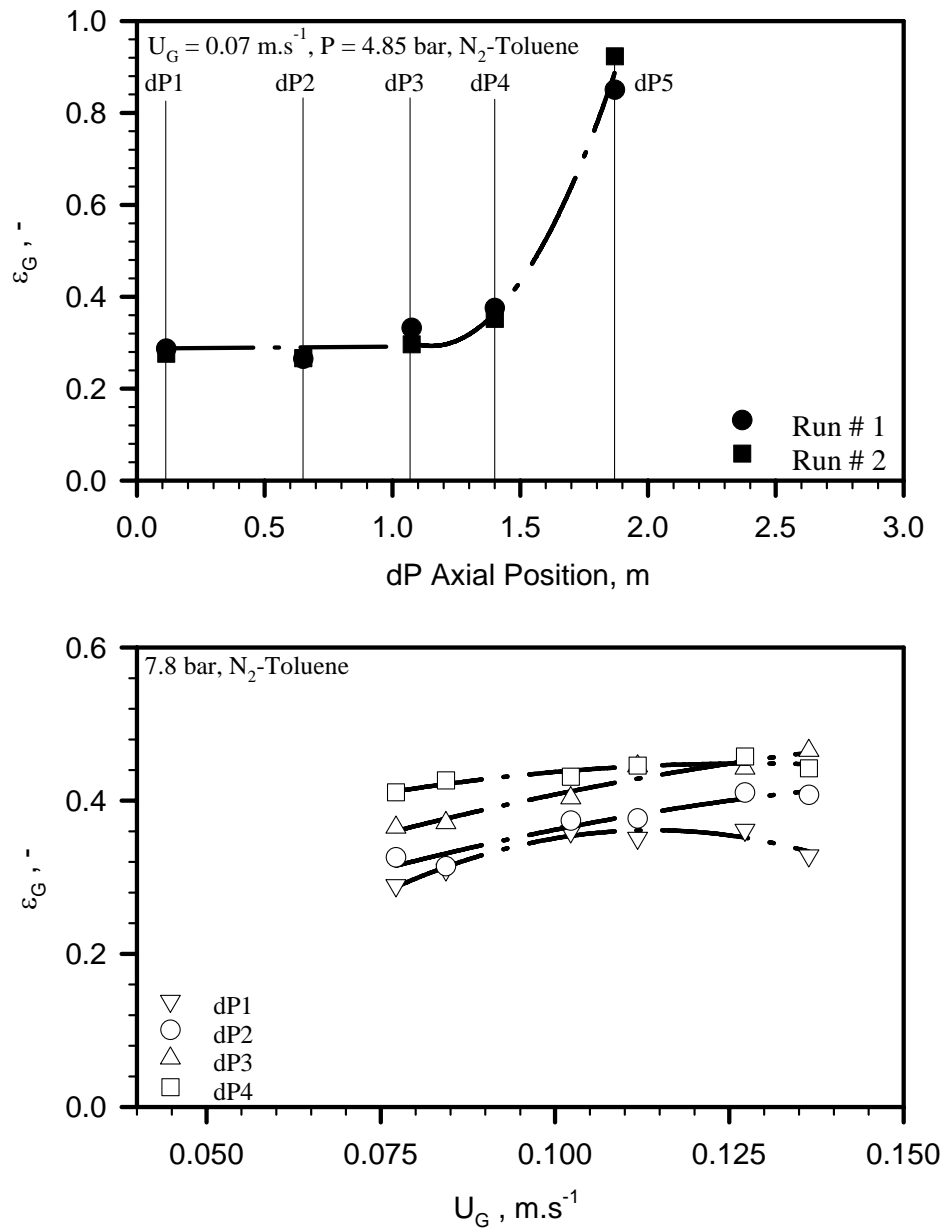 1.0
U_G = 0.07 m.s^-1, P = 4.85 bar, N_2-Toluene
dP1 dP2 dP3 dP4 dP5
0.8
0.6
ε_G , -
0.4
0.2
Run # 1
Run # 2
0.0
0.0 0.5 1.0 1.5 2.0 2.5 3.0
dP Axial Position, m
0.6
7.8 bar, N_2-Toluene
0.4
ε_G , -
0.2
dP1
dP2
dP3
dP4
0.0
0.050 0.075 0.100 0.125 0.150
U_G , m.s^-1